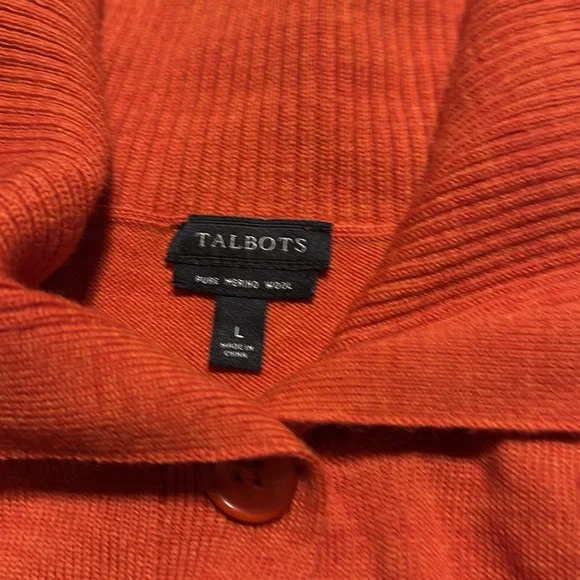 TALBOTS
PURE MERINO WOOL
L
MADE IN
CHINA